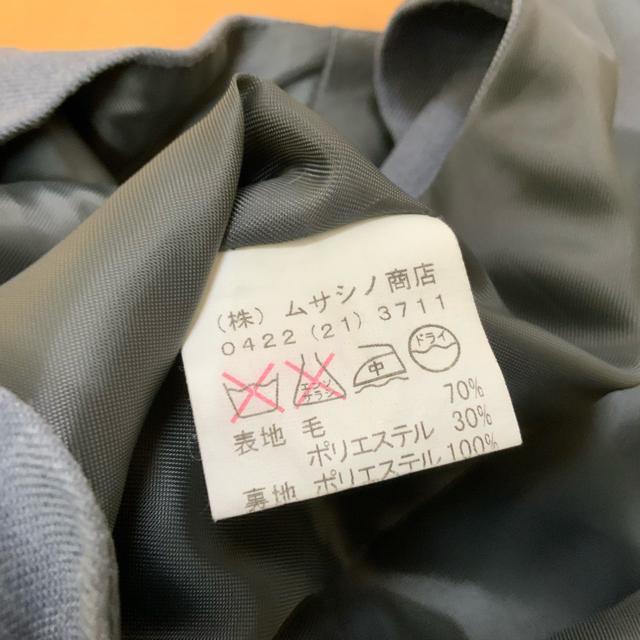 (株) ムサシノ商店
0422 (21) 3711
エンソ サラシ 中 ドライ
表地 毛 70%
ポリエステル 30%
裏地 ポリエステル 100%